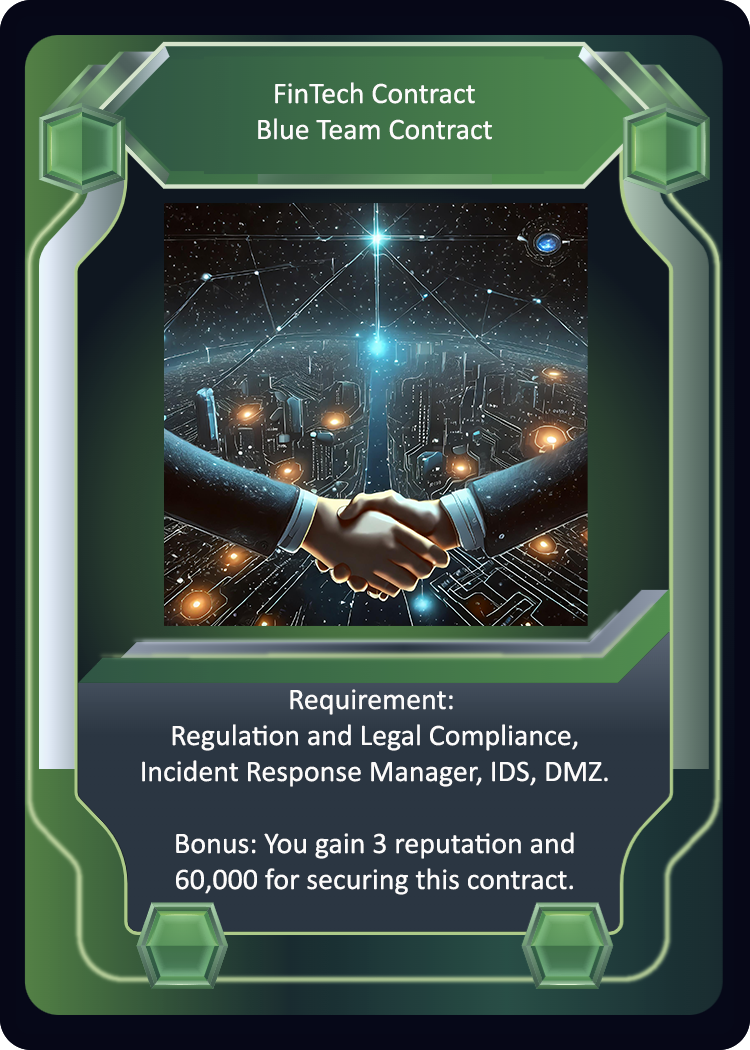 FinTech Contract
Blue Team Contract
Requirement:
Regulation and Legal Compliance,
Incident Response Manager, IDS, DMZ.
Bonus: You gain 3 reputation and
60,000 for securing this contract.